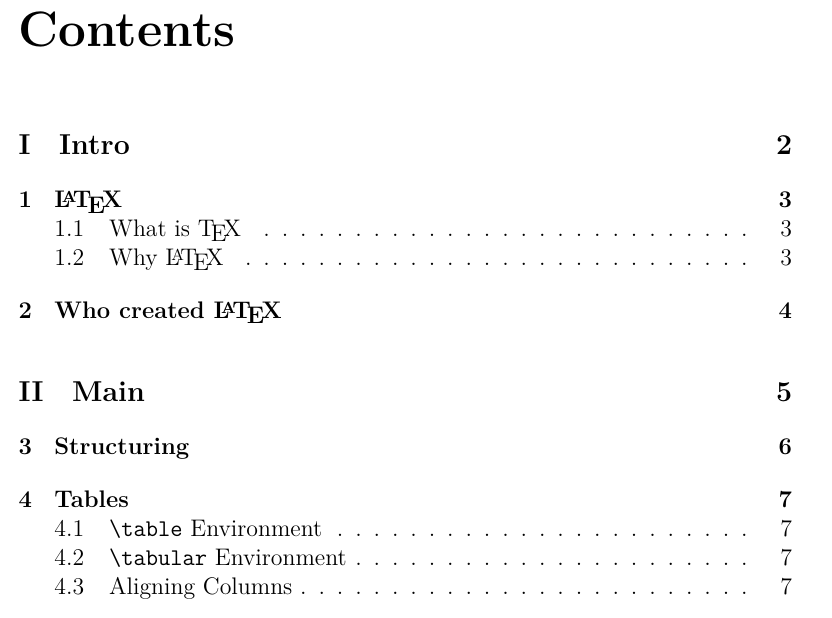 Contents
I Intro 2
1 LATEX 3
1.1 What is TEX . . . . . . . . . . . . . . . . . . . . . . . . . . . 3
1.2 Why LATEX . . . . . . . . . . . . . . . . . . . . . . . . . . . . 3
2 Who created LATEX 4
II Main 5
3 Structuring 6
4 Tables 7
4.1 \table Environment . . . . . . . . . . . . . . . . . . . . . . . 7
4.2 \tabular Environment . . . . . . . . . . . . . . . . . . . . . . 7
4.3 Aligning Columns . . . . . . . . . . . . . . . . . . . . . . . . . 7